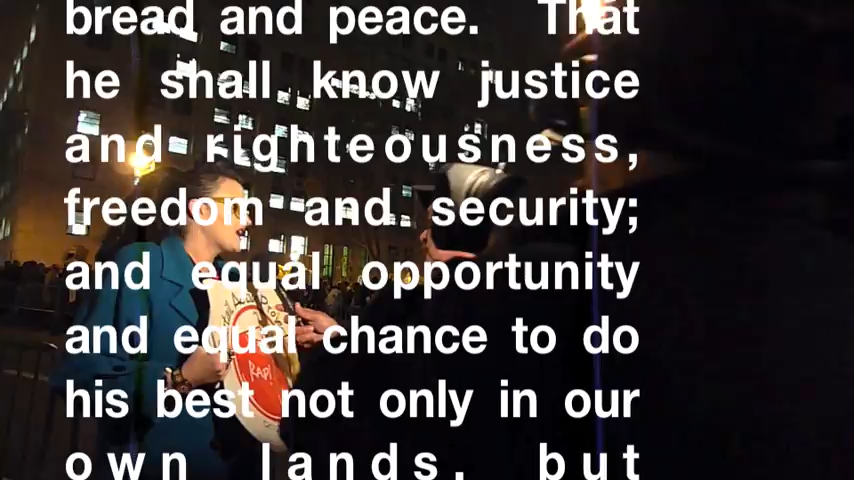 bread and peace. That
he shall know justice
and righteousness,
freedom and security;
and equal opportunity
and equal chance to do
his best not only in our
own lands, but
RAP!